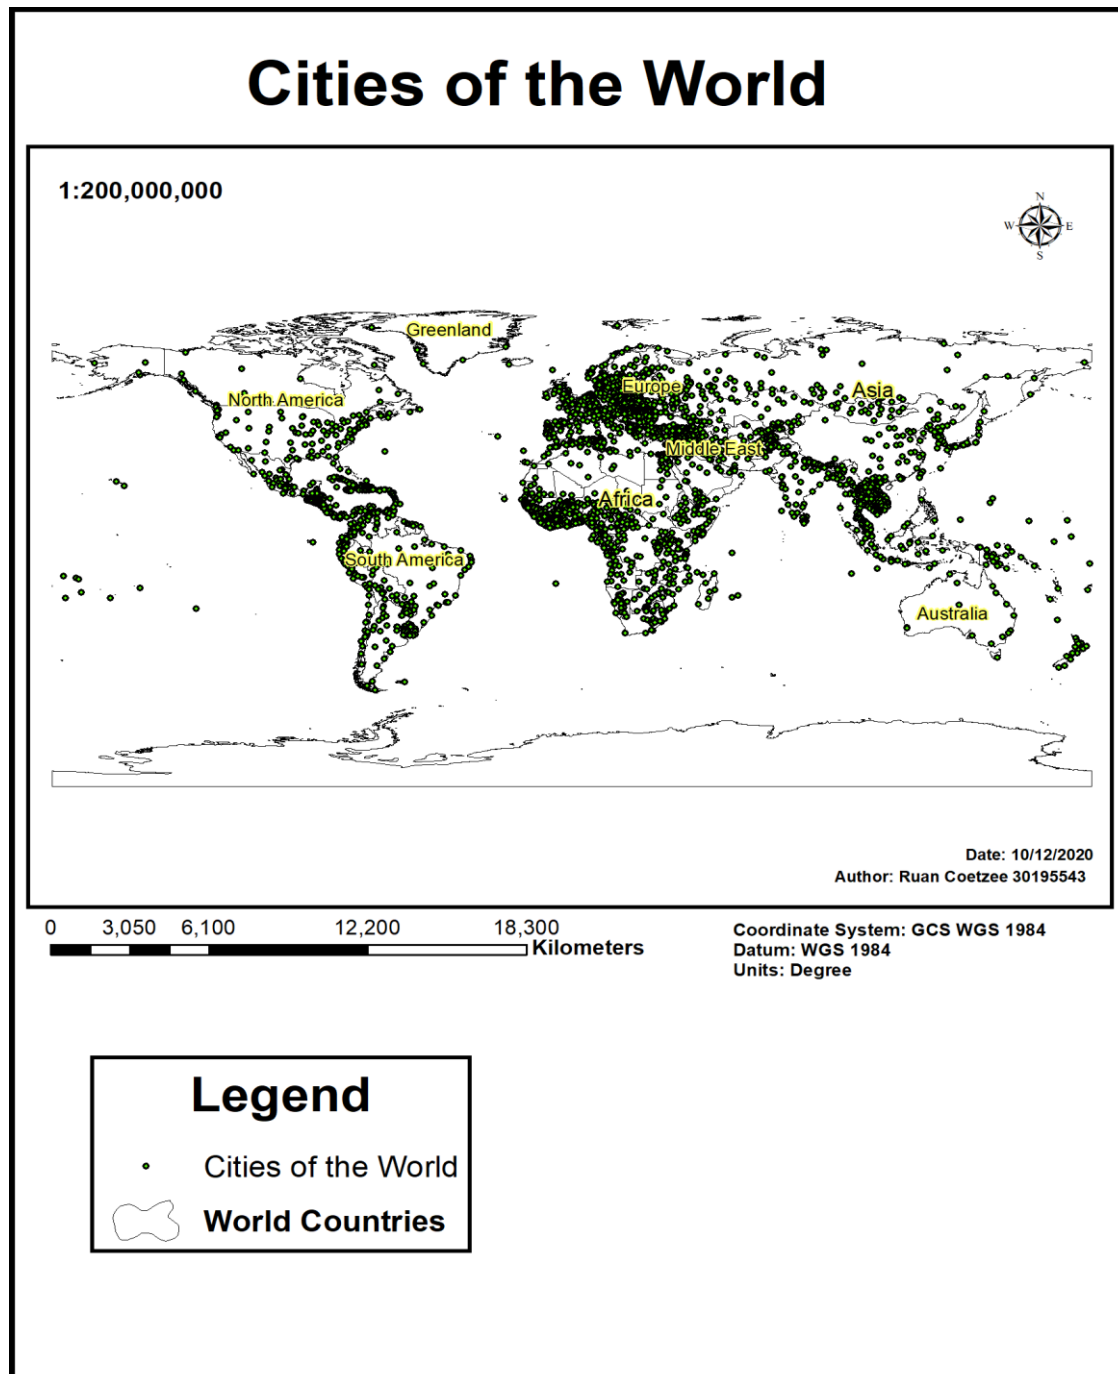 Cities of the World
1:200,000,000
N
W E
S
Greenland
North America
Europe
Asia
Middle East
Africa
South America
Australia
Date: 10/12/2020
Author: Ruan Coetzee 30195543
0 3,050 6,100 12,200 18,300
Kilometers
Coordinate System: GCS WGS 1984
Datum: WGS 1984
Units: Degree
Legend
Cities of the World
World Countries